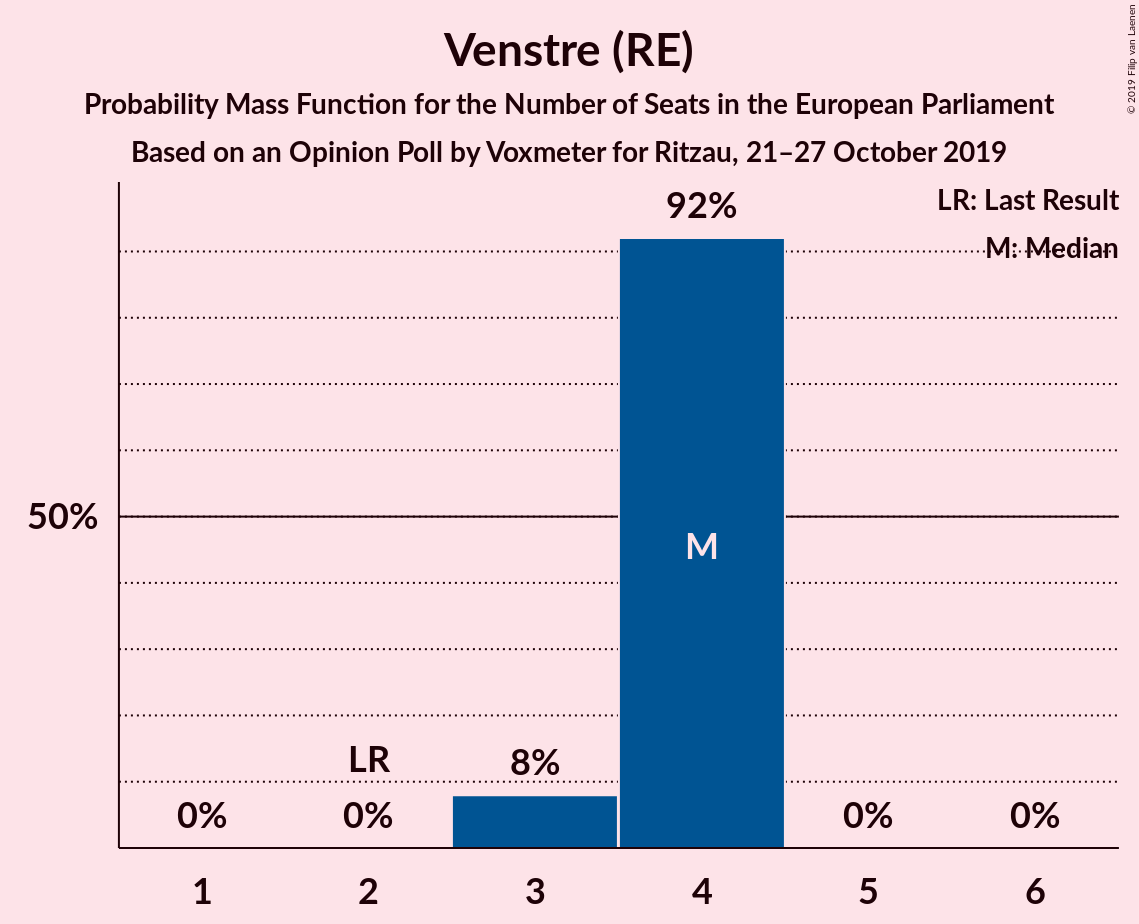 Venstre (RE)
Probability Mass Function for the Number of Seats in the European Parliament
Based on an Opinion Poll by Voxmeter for Ritzau, 21–27 October 2019
© 2019 Filip van Laenen
LR: Last Result
M: Median
92%
50%
M
LR
8%
0% 0% 0% 0%
1 2 3 4 5 6